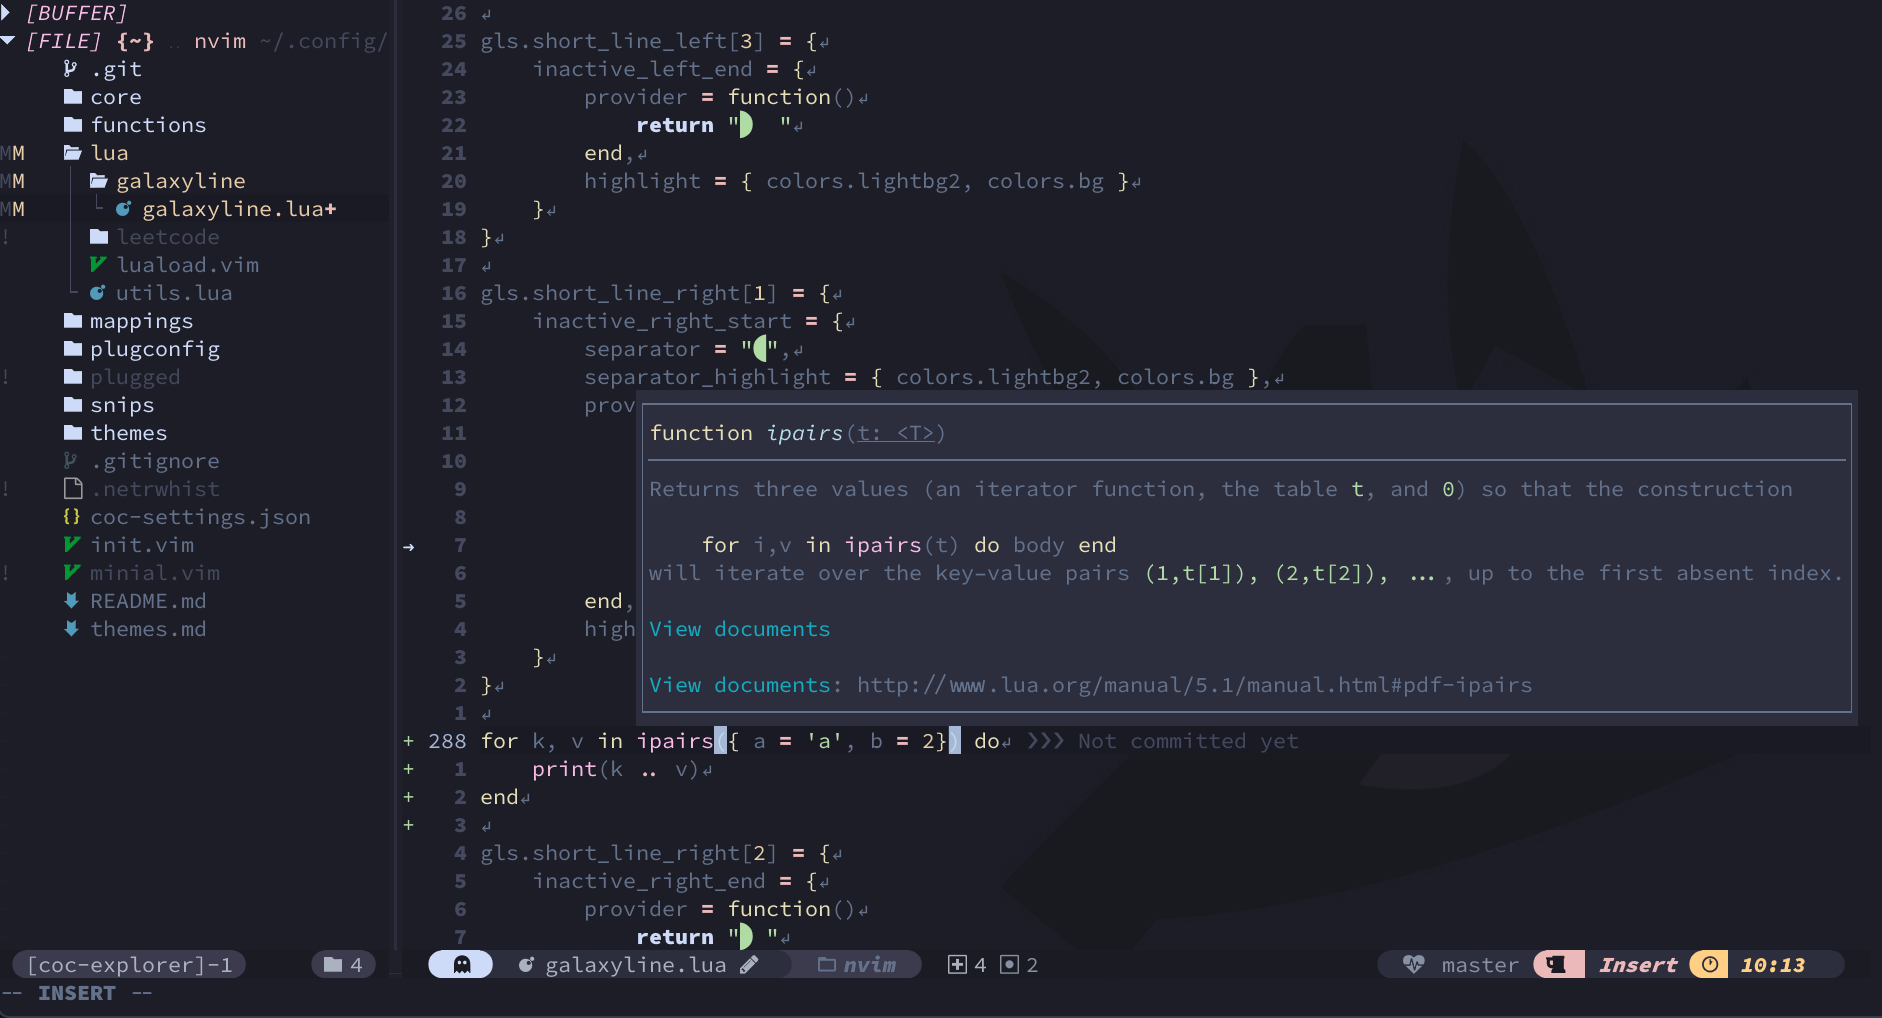 [BUFFER]
[FILE] {~} .. nvim ~/.config/
.git
core
functions
MM lua
MM galaxyline
MM galaxyline.lua+
! leetcode
luaload.vim
utils.lua
mappings
plugconfig
! plugged
snips
themes
.gitignore
! .netrwhist
{} coc-settings.json
init.vim
! minial.vim
README.md
themes.md
[coc-explorer]-1 4
26 ↲
25 gls.short_line_left[3] = {↲
24 inactive_left_end = {↲
23 provider = function()↲
22 return " "↲
21 end,↲
20 highlight = { colors.lightbg2, colors.bg }↲
19 }↲
18 }↲
17 ↲
16 gls.short_line_right[1] = {↲
15 inactive_right_start = {↲
14 separator = "",↲
13 separator_highlight = { colors.lightbg2, colors.bg },↲
12 prov
11
10
9
8
→ 7
6
5 end,
4 high
3 }↲
2 }↲
1 ↲
function ipairs(t: <T>)
Returns three values (an iterator function, the table t, and 0) so that the construction
for i,v in ipairs(t) do body end
will iterate over the key-value pairs (1,t[1]), (2,t[2]), ..., up to the first absent index.
View documents
View documents: http://www.lua.org/manual/5.1/manual.html#pdf-ipairs
+ 288 for k, v in ipairs({ a = 'a', b = 2}) do↲ ❯❯❯ Not committed yet
+ 1 print(k .. v)↲
+ 2 end↲
+ 3 ↲
4 gls.short_line_right[2] = {↲
5 inactive_right_end = {↲
6 provider = function()↲
7 return " "↲
galaxyline.lua nvim 4 2 master Insert 10:13
-- INSERT --